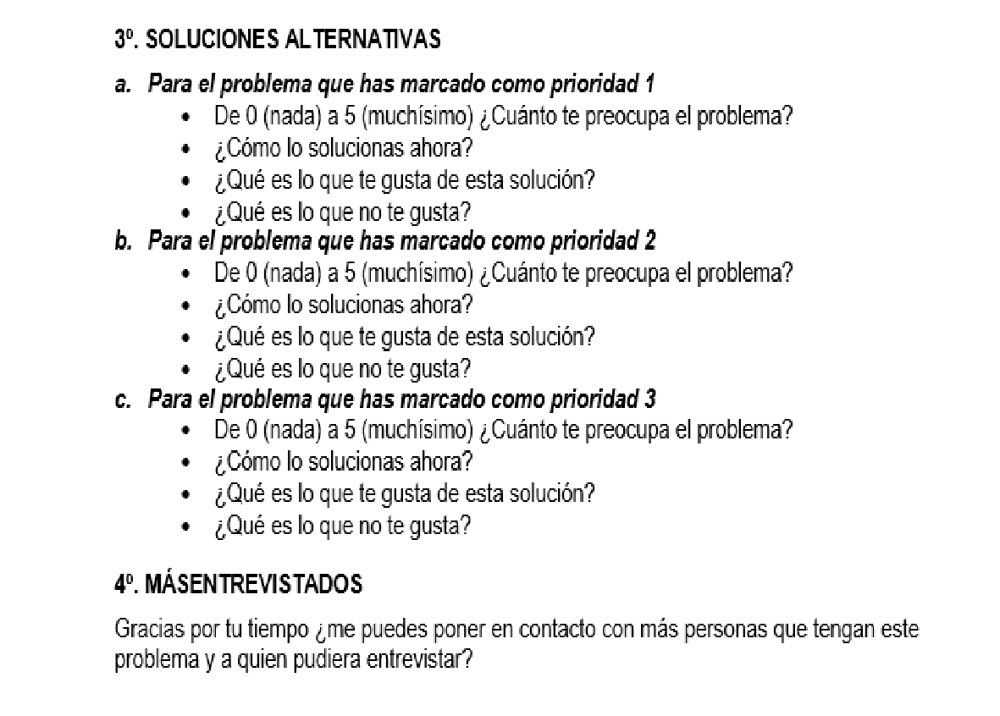 3º. SOLUCIONES ALTERNATIVAS
a. Para el problema que has marcado como prioridad 1
• De 0 (nada) a 5 (muchísimo) ¿Cuánto te preocupa el problema?
• ¿Cómo lo solucionas ahora?
• ¿Qué es lo que te gusta de esta solución?
• ¿Qué es lo que no te gusta?
b. Para el problema que has marcado como prioridad 2
• De 0 (nada) a 5 (muchísimo) ¿Cuánto te preocupa el problema?
• ¿Cómo lo solucionas ahora?
• ¿Qué es lo que te gusta de esta solución?
• ¿Qué es lo que no te gusta?
c. Para el problema que has marcado como prioridad 3
• De 0 (nada) a 5 (muchísimo) ¿Cuánto te preocupa el problema?
• ¿Cómo lo solucionas ahora?
• ¿Qué es lo que te gusta de esta solución?
• ¿Qué es lo que no te gusta?
4º. MÁSENTREVISTADOS
Gracias por tu tiempo ¿me puedes poner en contacto con más personas que tengan este
problema y a quien pudiera entrevistar?